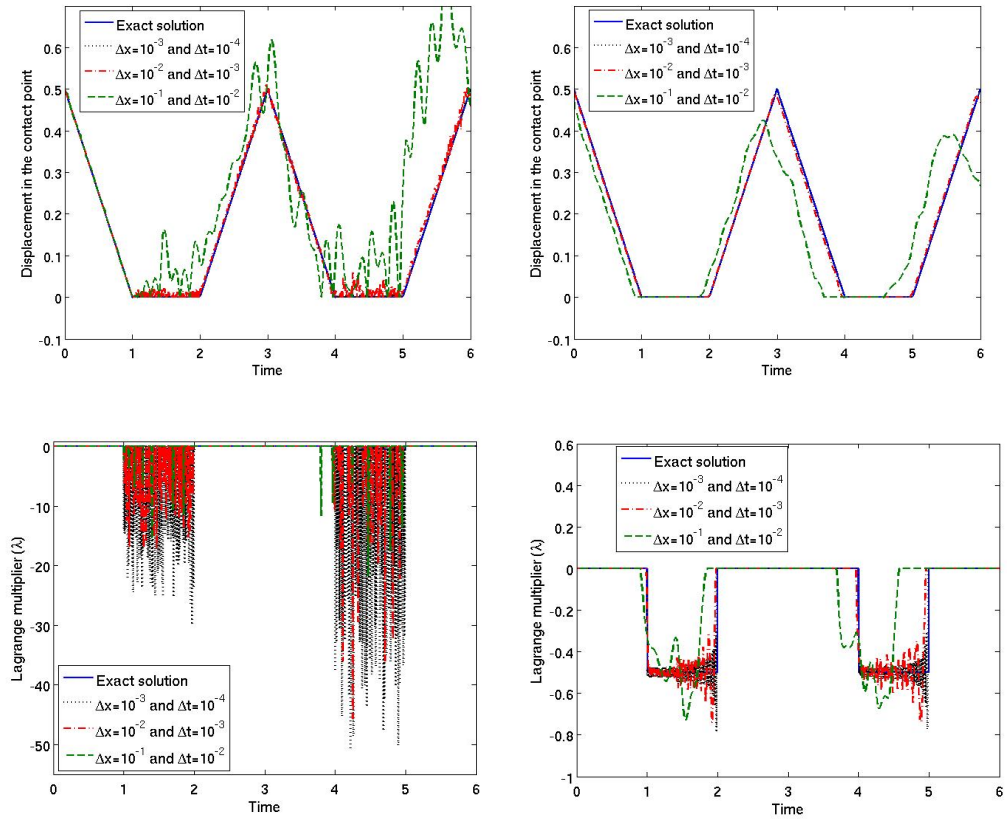 Displacement in the contact point
0.6
0.5
0.4
0.3
0.2
0.1
0
-0.1
Exact solution
Δx=10⁻³ and Δt=10⁻⁴
Δx=10⁻² and Δt=10⁻³
Δx=10⁻¹ and Δt=10⁻²
0 1 2 3 4 5 6
Time
Displacement in the contact point
0.6
0.5
0.4
0.3
0.2
0.1
0
-0.1
Exact solution
Δx=10⁻³ and Δt=10⁻⁴
Δx=10⁻² and Δt=10⁻³
Δx=10⁻¹ and Δt=10⁻²
0 1 2 3 4 5 6
Time
Lagrange multiplier (λ)
0
-10
-20
-30
-40
-50
Exact solution
Δx=10⁻³ and Δt=10⁻⁴
Δx=10⁻² and Δt=10⁻³
Δx=10⁻¹ and Δt=10⁻²
0 1 2 3 4 5 6
Time
Lagrange multiplier (λ)
0.6
0.4
0.2
0
-0.2
-0.4
-0.6
-0.8
-1
Exact solution
Δx=10⁻³ and Δt=10⁻⁴
Δx=10⁻² and Δt=10⁻³
Δx=10⁻¹ and Δt=10⁻²
0 1 2 3 4 5 6
Time